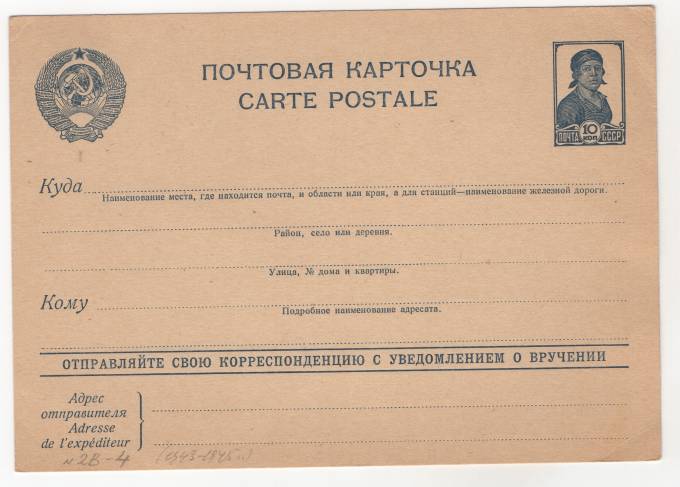 ПОЧТОВАЯ КАРТОЧКА
CARTE POSTALE
ПОЧТА 10 КОП СССР
Куда
Наименование места, где находится почта, и области или края, а для станций—наименование железной дороги.
Район, село или деревня.
Улица, № дома и квартиры.
Кому
Подробное наименование адресата.
ОТПРАВЛЯЙТЕ СВОЮ КОРРЕСПОНДЕНЦИЮ С УВЕДОМЛЕНИЕМ О ВРУЧЕНИИ
Адрес
отправителя
Adresse
de l'expéditeur
№ 2В-4